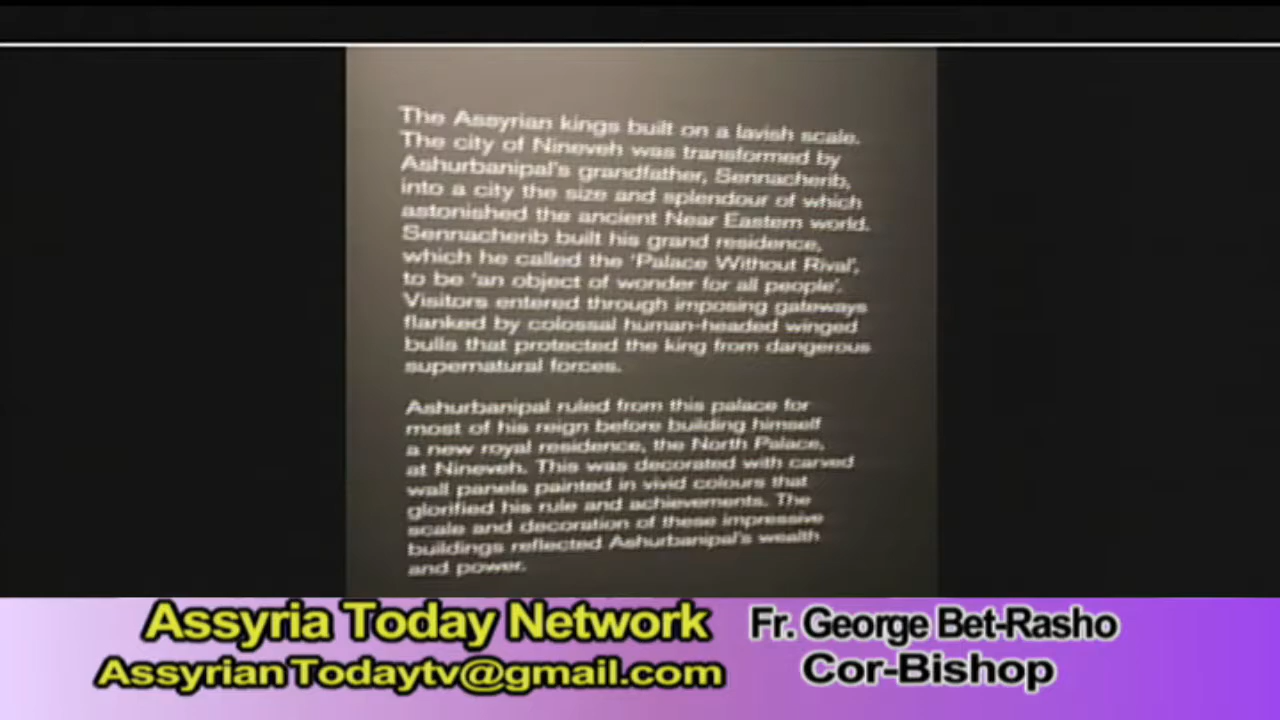 The Assyrian kings built on a lavish scale.
The city of Nineveh was transformed by
Ashurbanipal's grandfather, Sennacherib,
into a city the size and splendour of which
astonished the ancient Near Eastern world.
Sennacherib built his grand residence,
which he called the 'Palace Without Rival',
to be 'an object of wonder for all people'.
Visitors entered through imposing gateways
flanked by colossal human-headed winged
bulls that protected the king from dangerous
supernatural forces.
Ashurbanipal ruled from this palace for
most of his reign before building himself
a new royal residence, the North Palace,
at Nineveh. This was decorated with carved
wall panels painted in vivid colours that
glorified his rule and achievements. The
scale and decoration of these impressive
buildings reflected Ashurbanipal's wealth
and power.
Assyria Today Network
AssyrianTodaytv@gmail.com
Fr. George Bet-Rasho
Cor-Bishop